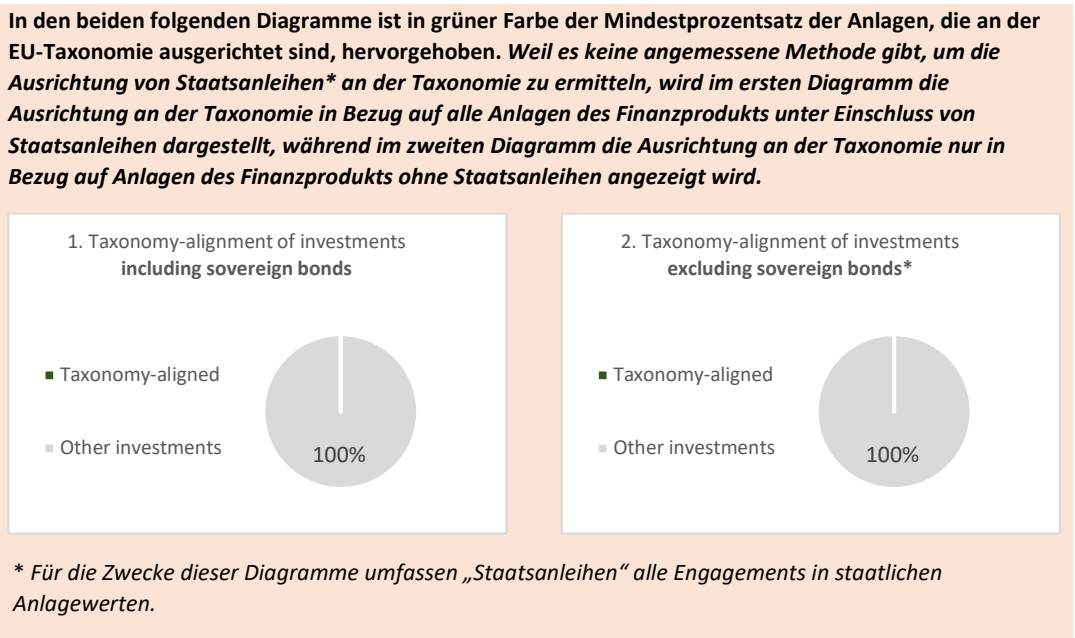 In den beiden folgenden Diagramme ist in grüner Farbe der Mindestprozentsatz der Anlagen, die an der
EU-Taxonomie ausgerichtet sind, hervorgehoben. Weil es keine angemessene Methode gibt, um die
Ausrichtung von Staatsanleihen* an der Taxonomie zu ermitteln, wird im ersten Diagramm die
Ausrichtung an der Taxonomie in Bezug auf alle Anlagen des Finanzprodukts unter Einschluss von
Staatsanleihen dargestellt, während im zweiten Diagramm die Ausrichtung an der Taxonomie nur in
Bezug auf Anlagen des Finanzprodukts ohne Staatsanleihen angezeigt wird.
1. Taxonomy-alignment of investments
including sovereign bonds
Taxonomy-aligned
Other investments
100%
2. Taxonomy-alignment of investments
excluding sovereign bonds*
Taxonomy-aligned
Other investments
100%
* Für die Zwecke dieser Diagramme umfassen „Staatsanleihen“ alle Engagements in staatlichen
Anlagewerten.